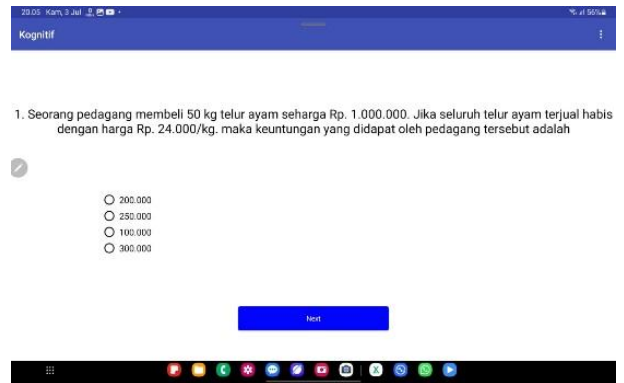 20.05 Kam, 3 Jul
56%
Kognitif
1. Seorang pedagang membeli 50 kg telur ayam seharga Rp. 1.000.000. Jika seluruh telur ayam terjual habis
dengan harga Rp. 24.000/kg. maka keuntungan yang didapat oleh pedagang tersebut adalah
200.000
250.000
100.000
300.000
Next